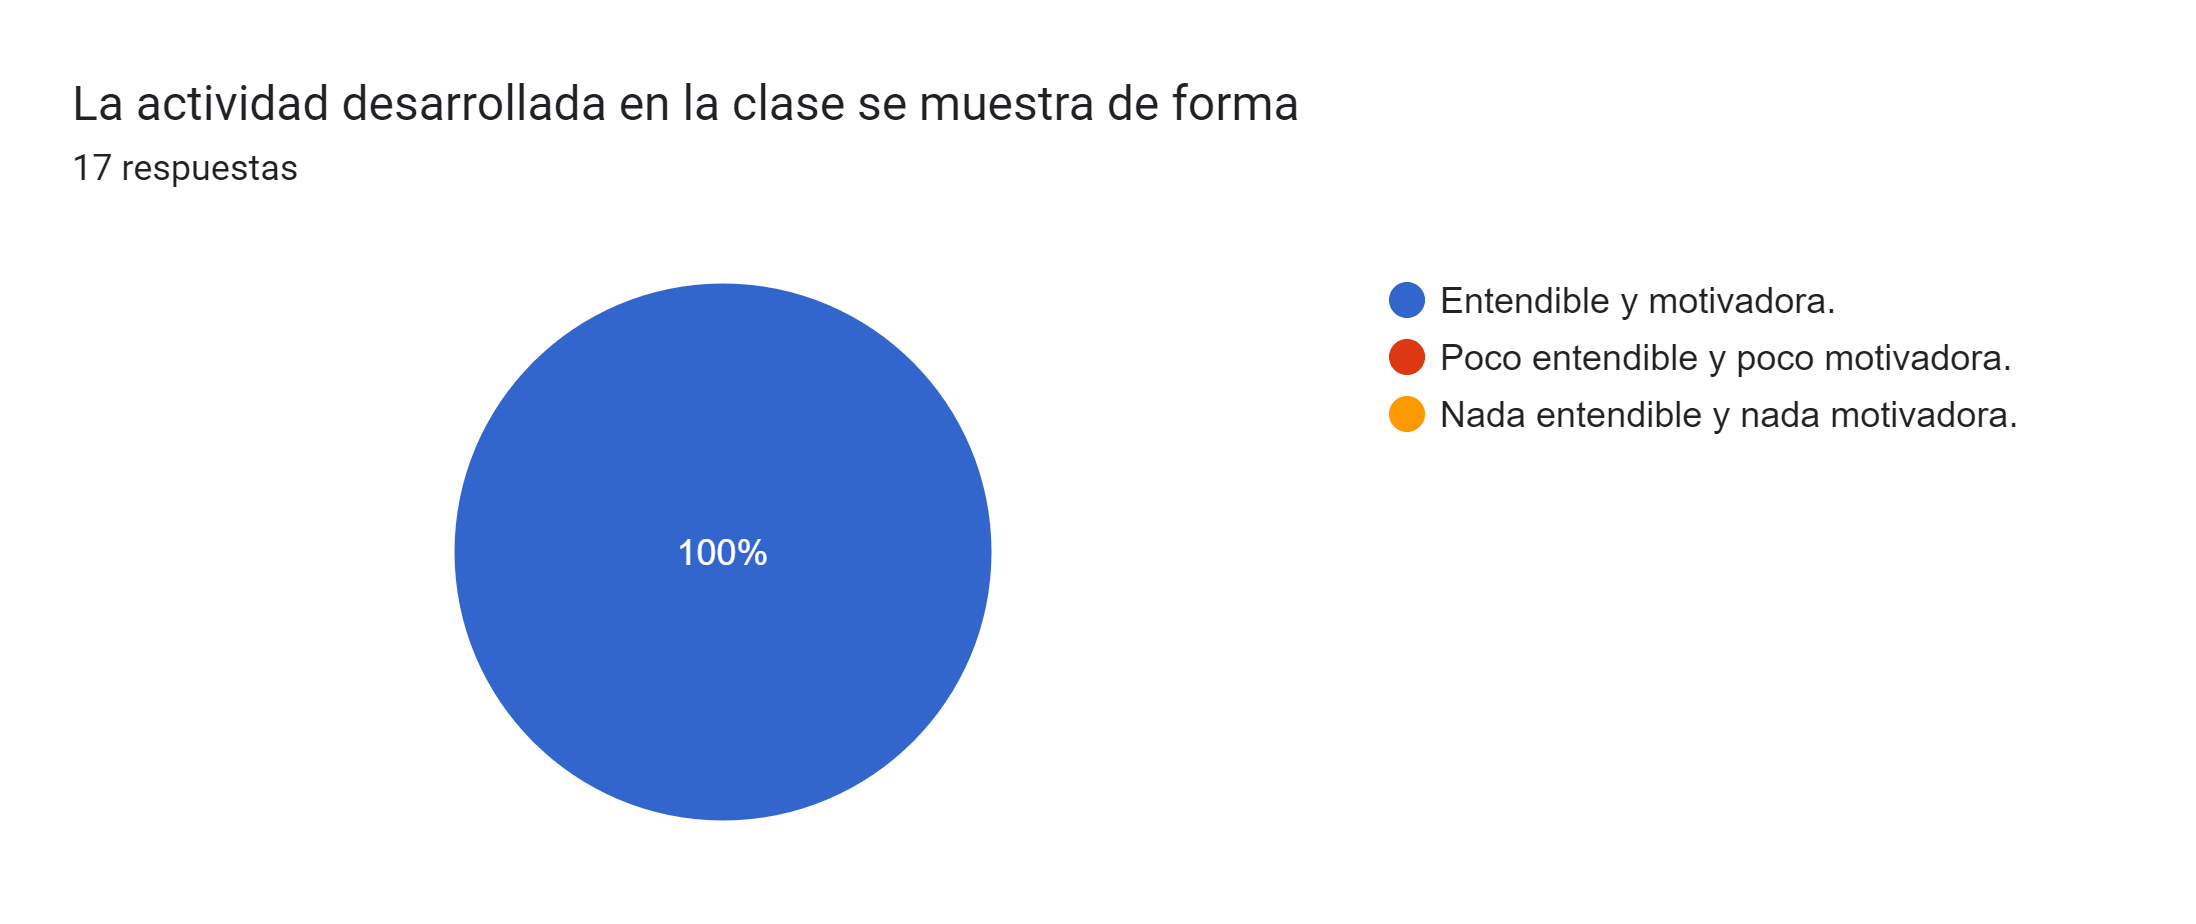 La actividad desarrollada en la clase se muestra de forma
17 respuestas
Entendible y motivadora.
Poco entendible y poco motivadora.
Nada entendible y nada motivadora.
100%